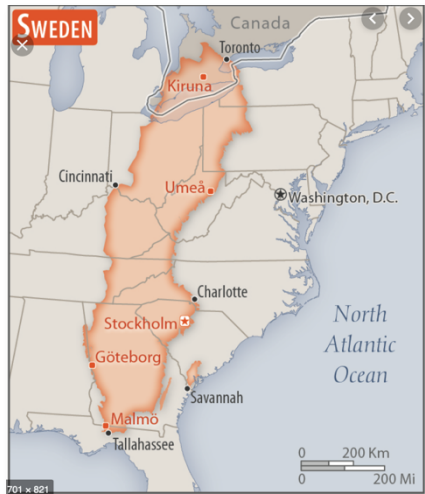 SWEDEN
Canada
Toronto
Kiruna
Cincinnati
Umeå
Washington, D.C.
Charlotte
Stockholm
North
Atlantic
Ocean
Göteborg
Savannah
Malmö
Tallahassee
0 200 Km
0 200 Mi
701 × 821